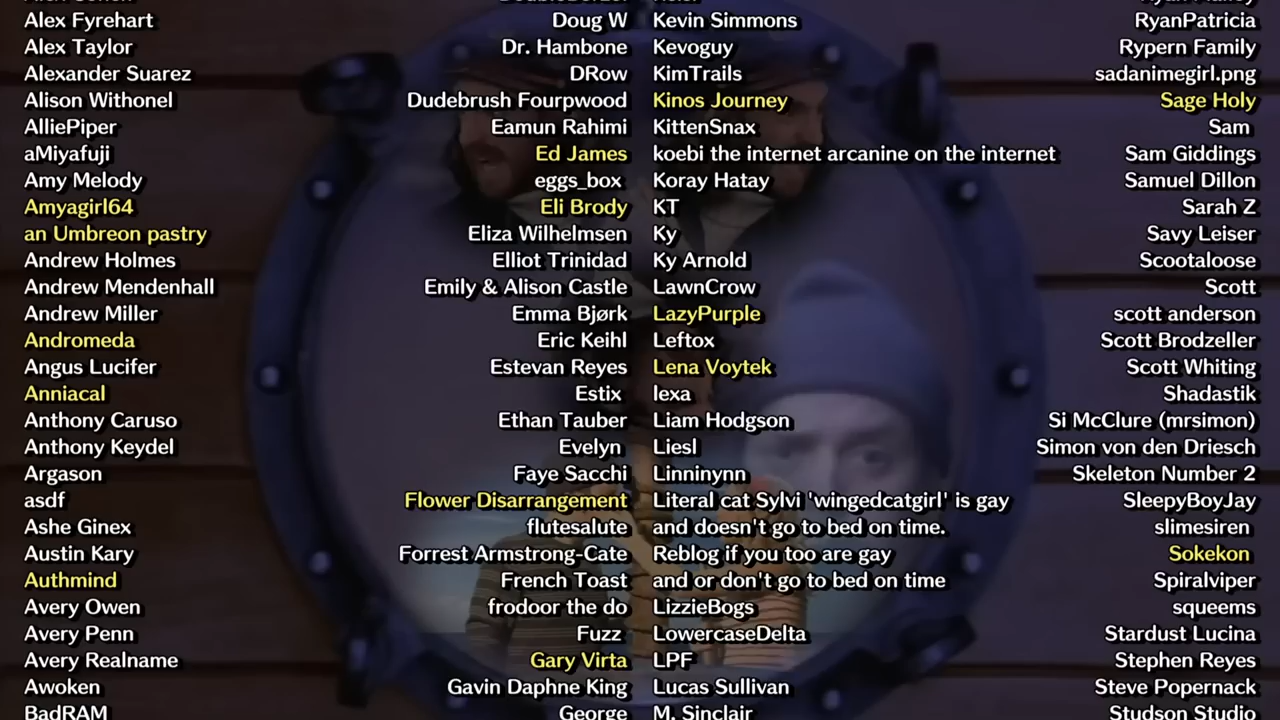 Alex Fyrehart
Alex Taylor
Alexander Suarez
Alison Withonel
AlliePiper
aMiyafuji
Amy Melody
Amyagirl64
an Umbreon pastry
Andrew Holmes
Andrew Mendenhall
Andrew Miller
Andromeda
Angus Lucifer
Anniacal
Anthony Caruso
Anthony Keydel
Argason
asdf
Ashe Ginex
Austin Kary
Authmind
Avery Owen
Avery Penn
Avery Realname
Awoken
BadRAM
Doug W
Dr. Hambone
DRow
Dudebrush Fourpwood
Eamun Rahimi
Ed James
eggs_box
Eli Brody
Eliza Wilhelmsen
Elliot Trinidad
Emily & Alison Castle
Emma Bjørk
Eric Keihl
Estevan Reyes
Estix
Ethan Tauber
Evelyn
Faye Sacchi
Flower Disarrangement
flutesalute
Forrest Armstrong-Cate
French Toast
frodoor the do
Fuzz
Gary Virta
Gavin Daphne King
George
Kevin Simmons
Kevoguy
KimTrails
Kinos Journey
KittenSnax
koebi the internet arcanine on the internet
Koray Hatay
KT
Ky
Ky Arnold
LawnCrow
LazyPurple
Leftox
Lena Voytek
lexa
Liam Hodgson
Liesl
Linninynn
Literal cat Sylvi 'wingedcatgirl' is gay
and doesn't go to bed on time.
Reblog if you too are gay
and or don't go to bed on time
LizzieBogs
LowercaseDelta
LPF
Lucas Sullivan
M. Sinclair
RyanPatricia
Rypern Family
sadanimegirl.png
Sage Holy
Sam
Sam Giddings
Samuel Dillon
Sarah Z
Savy Leiser
Scootaloose
Scott
scott anderson
Scott Brodzeller
Scott Whiting
Shadastik
Si McClure (mrsimon)
Simon von den Driesch
Skeleton Number 2
SleepyBoyJay
slimesiren
Sokekon
Spiralviper
squeems
Stardust Lucina
Stephen Reyes
Steve Popernack
Studson Studio